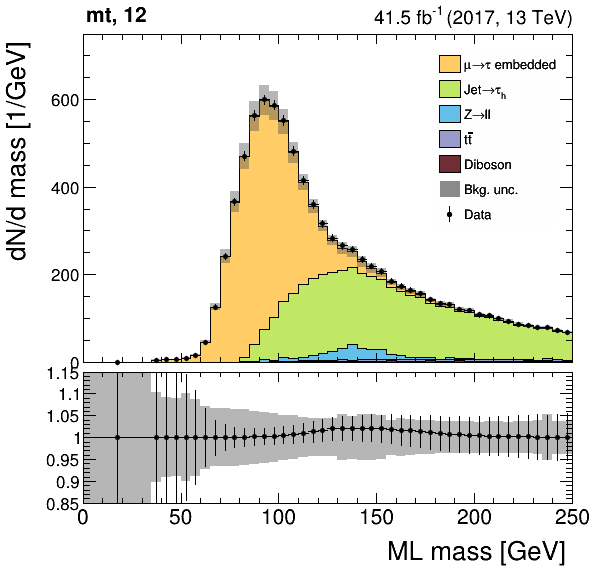 mt, 12
41.5 fb⁻¹ (2017, 13 TeV)
dN/d mass [1/GeV]
600
400
200
0
μ→τ embedded
Jet→τₕ
Z→ll
tt̄
Diboson
Bkg. unc.
Data
1.15
1.1
1.05
1
0.95
0.9
0.85
0 50 100 150 200 250
ML mass [GeV]